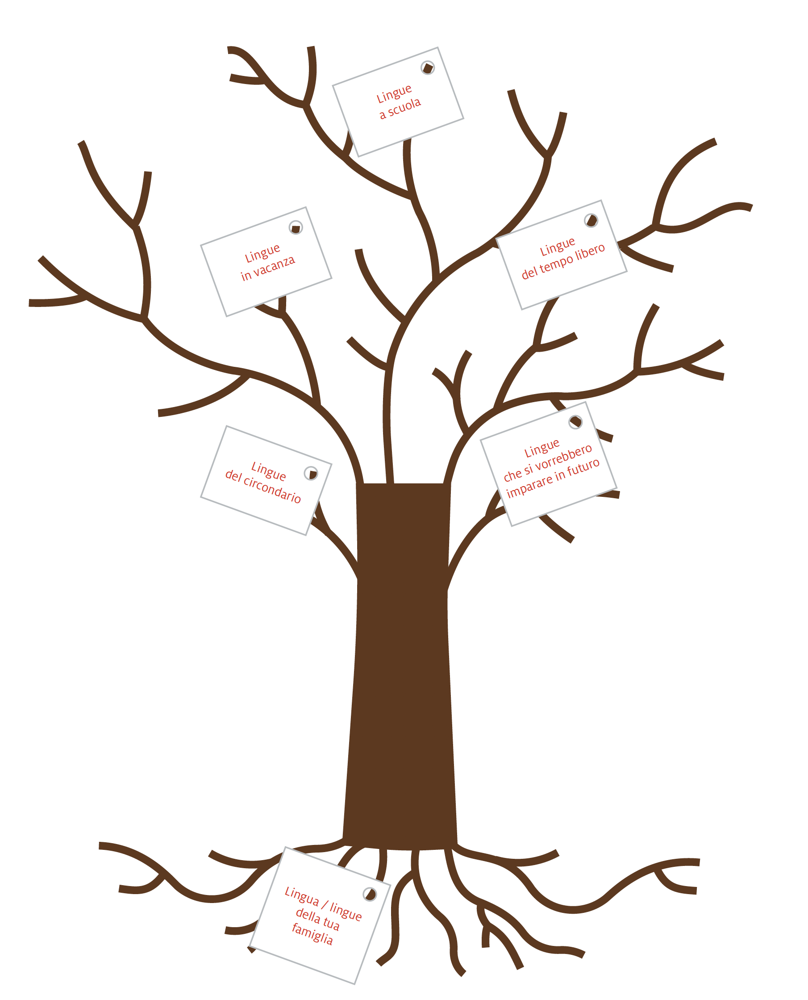 Lingue
a scuola
Lingue
in vacanza
Lingue
del tempo libero
Lingue
del circondario
Lingue
che si vorrebbero
imparare in futuro
Lingua / lingue
della tua
famiglia